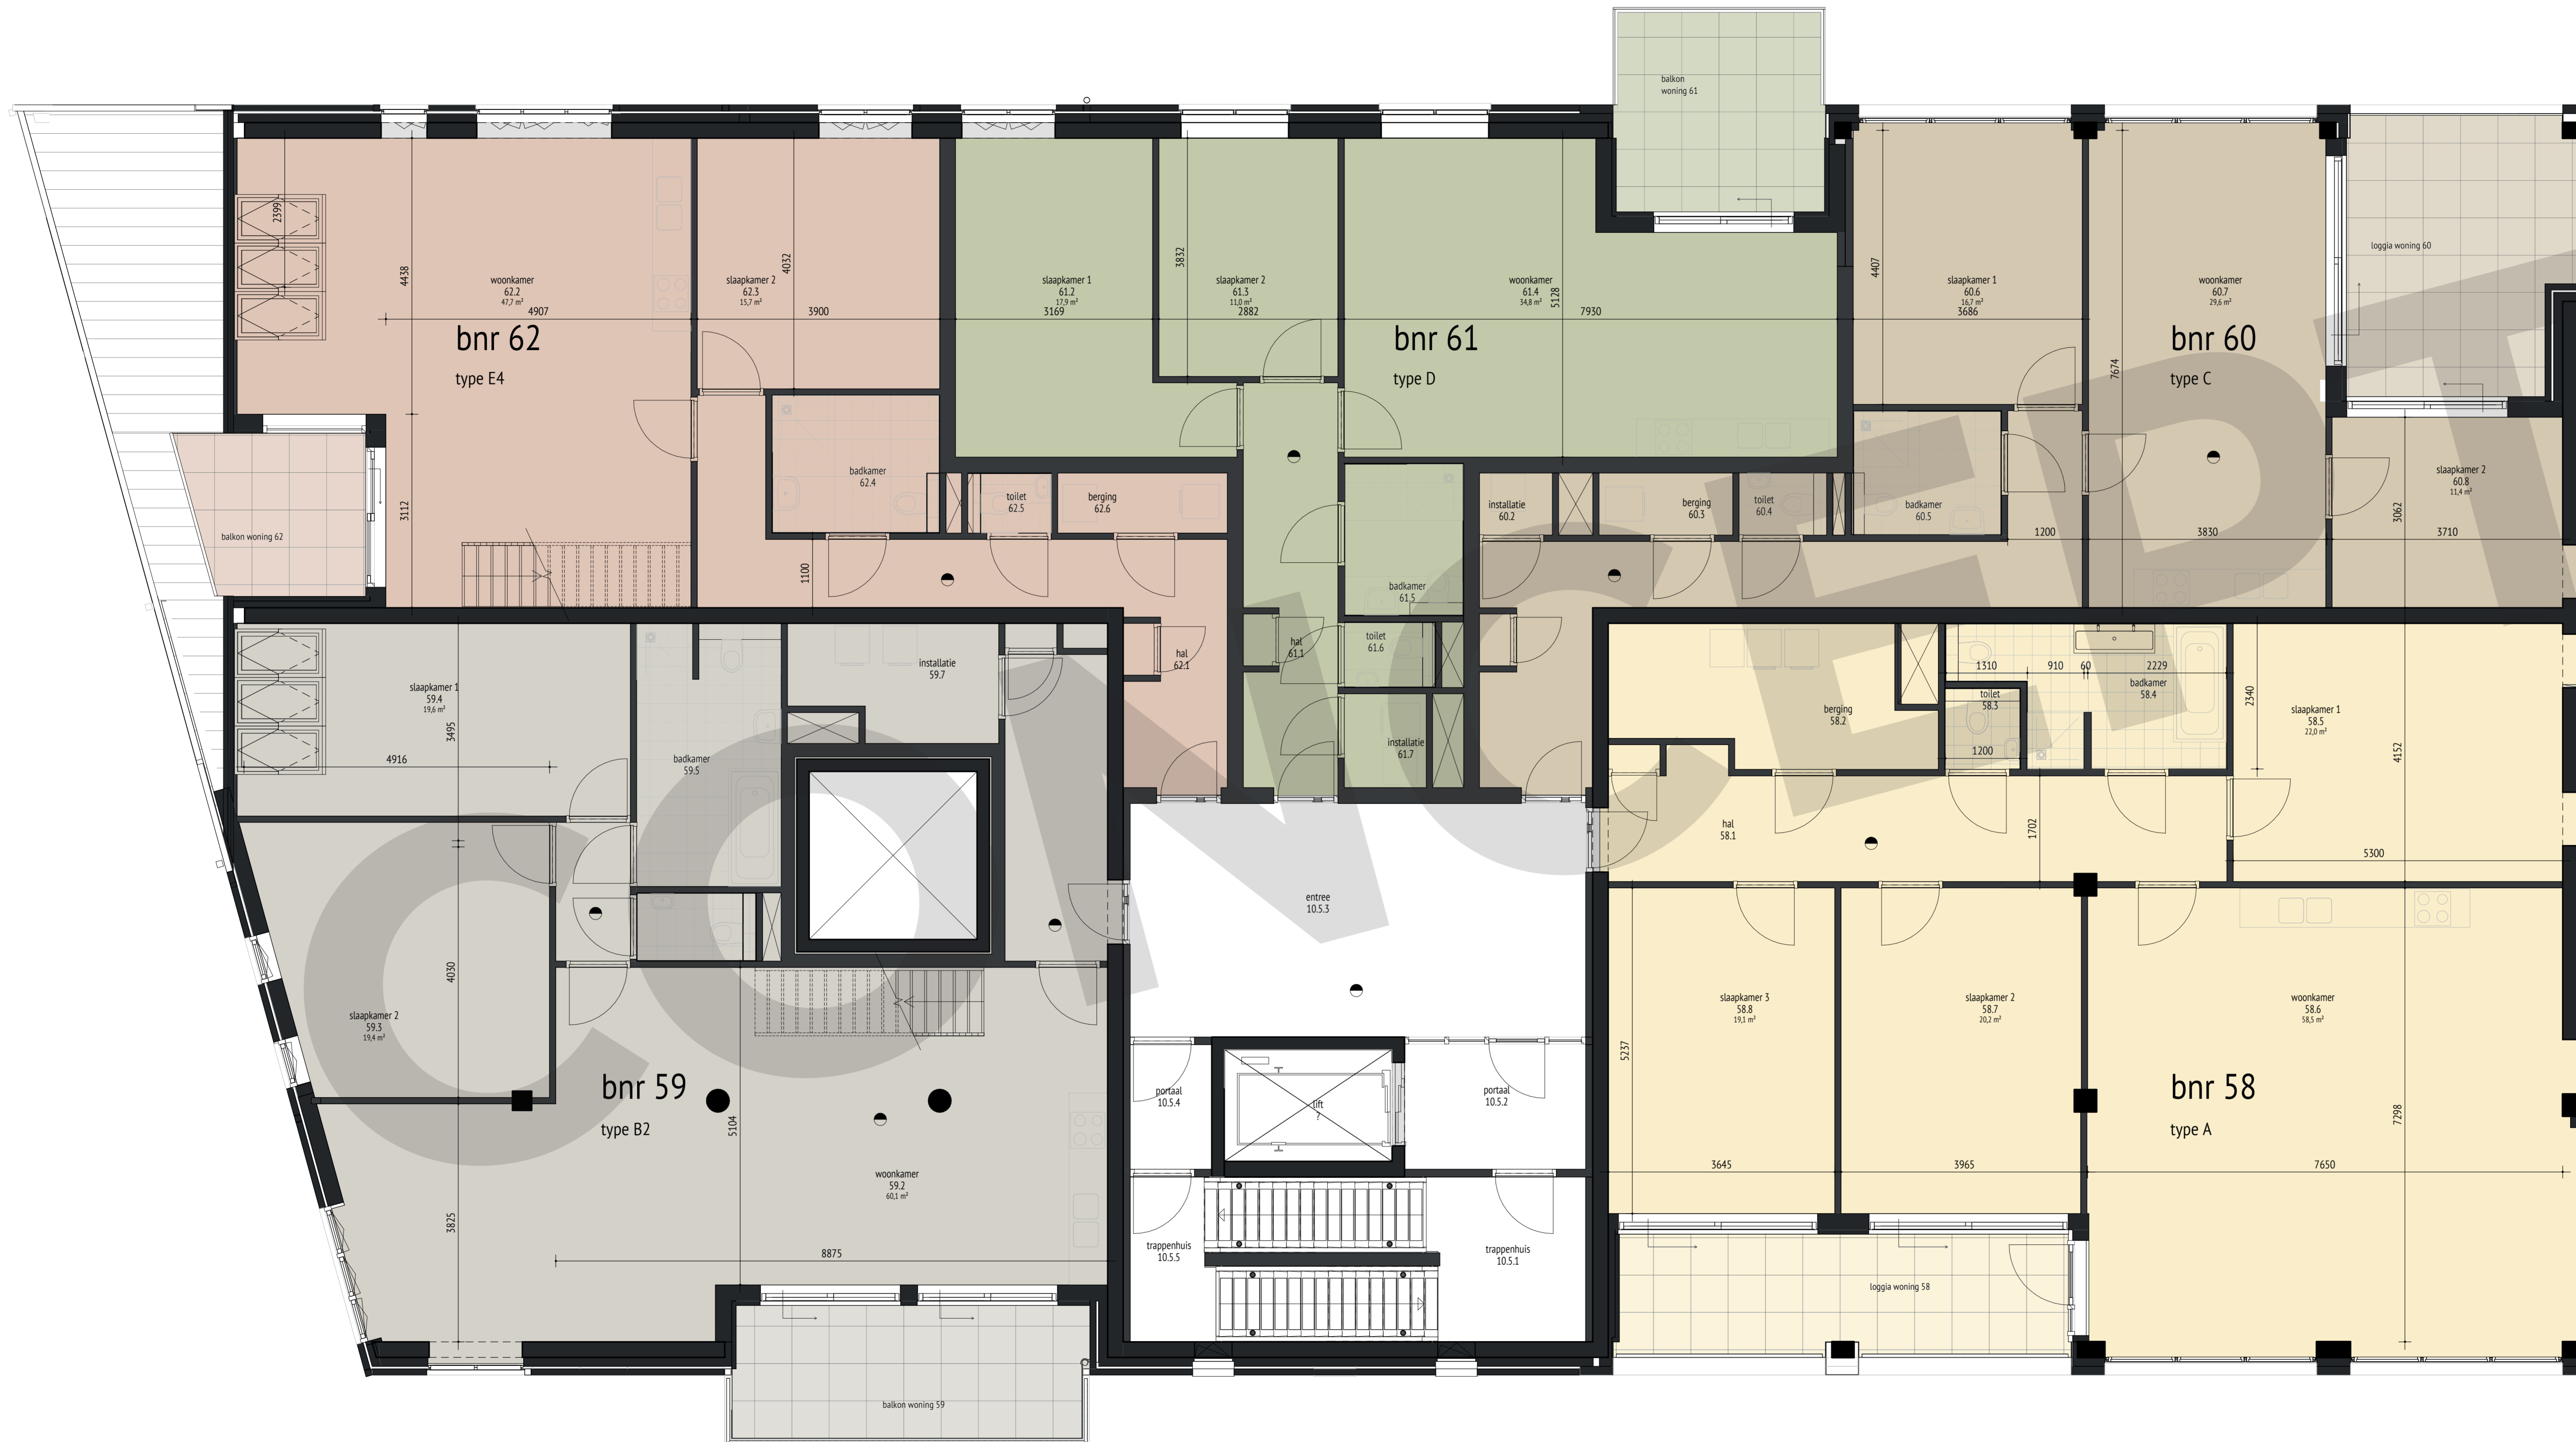 balkon
woning 61
2399
4438
woonkamer
62.2
47,7 m²
4907
bnr 62
type E4
3112
balkon woning 62
slaapkamer 2
62.3
15,7 m²
4032
3900
badkamer
62.4
toilet
62.5
berging
62.6
1100
hal
62.1
slaapkamer 1
61.2
17,9 m²
3169
3832
slaapkamer 2
61.3
11,0 m²
2882
woonkamer
61.4
34,8 m²
5128
7930
bnr 61
type D
badkamer
61.5
hal
61.1
toilet
61.6
installatie
61.7
4407
slaapkamer 1
60.6
16,7 m²
3686
7674
woonkamer
60.7
29,6 m²
bnr 60
type C
loggia woning 60
slaapkamer 2
60.8
11,4 m²
3062
3710
installatie
60.2
berging
60.3
toilet
60.4
badkamer
60.5
1200
3830
slaapkamer 1
59.4
19,6 m²
3495
4916
badkamer
59.5
installatie
59.7
slaapkamer 2
59.3
19,4 m²
4030
bnr 59
type B2
5104
woonkamer
59.2
60,1 m²
3825
8875
balkon woning 59
entree
10.5.3
portaal
10.5.4
lift
?
portaal
10.5.2
trappenhuis
10.5.5
trappenhuis
10.5.1
berging
58.2
1310
910
60
2229
toilet
58.3
badkamer
58.4
1200
2340
slaapkamer 1
58.5
22,0 m²
4152
hal
58.1
1702
5300
slaapkamer 3
58.8
19,1 m²
5237
3645
slaapkamer 2
58.7
20,2 m²
3965
woonkamer
58.6
58,5 m²
bnr 58
type A
7298
7650
loggia woning 58
CONCEPT